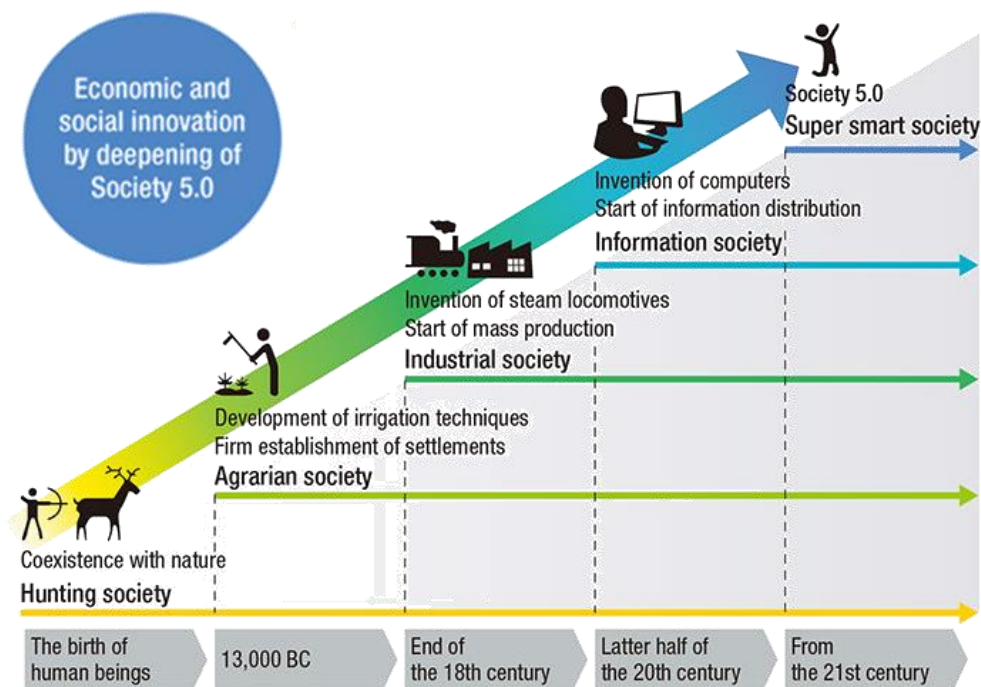 Economic and
social innovation
by deepening of
Society 5.0
Society 5.0
Super smart society
Invention of computers
Start of information distribution
Information society
Invention of steam locomotives
Start of mass production
Industrial society
Development of irrigation techniques
Firm establishment of settlements
Agrarian society
Coexistence with nature
Hunting society
The birth of
human beings
13,000 BC
End of
the 18th century
Latter half of
the 20th century
From
the 21st century